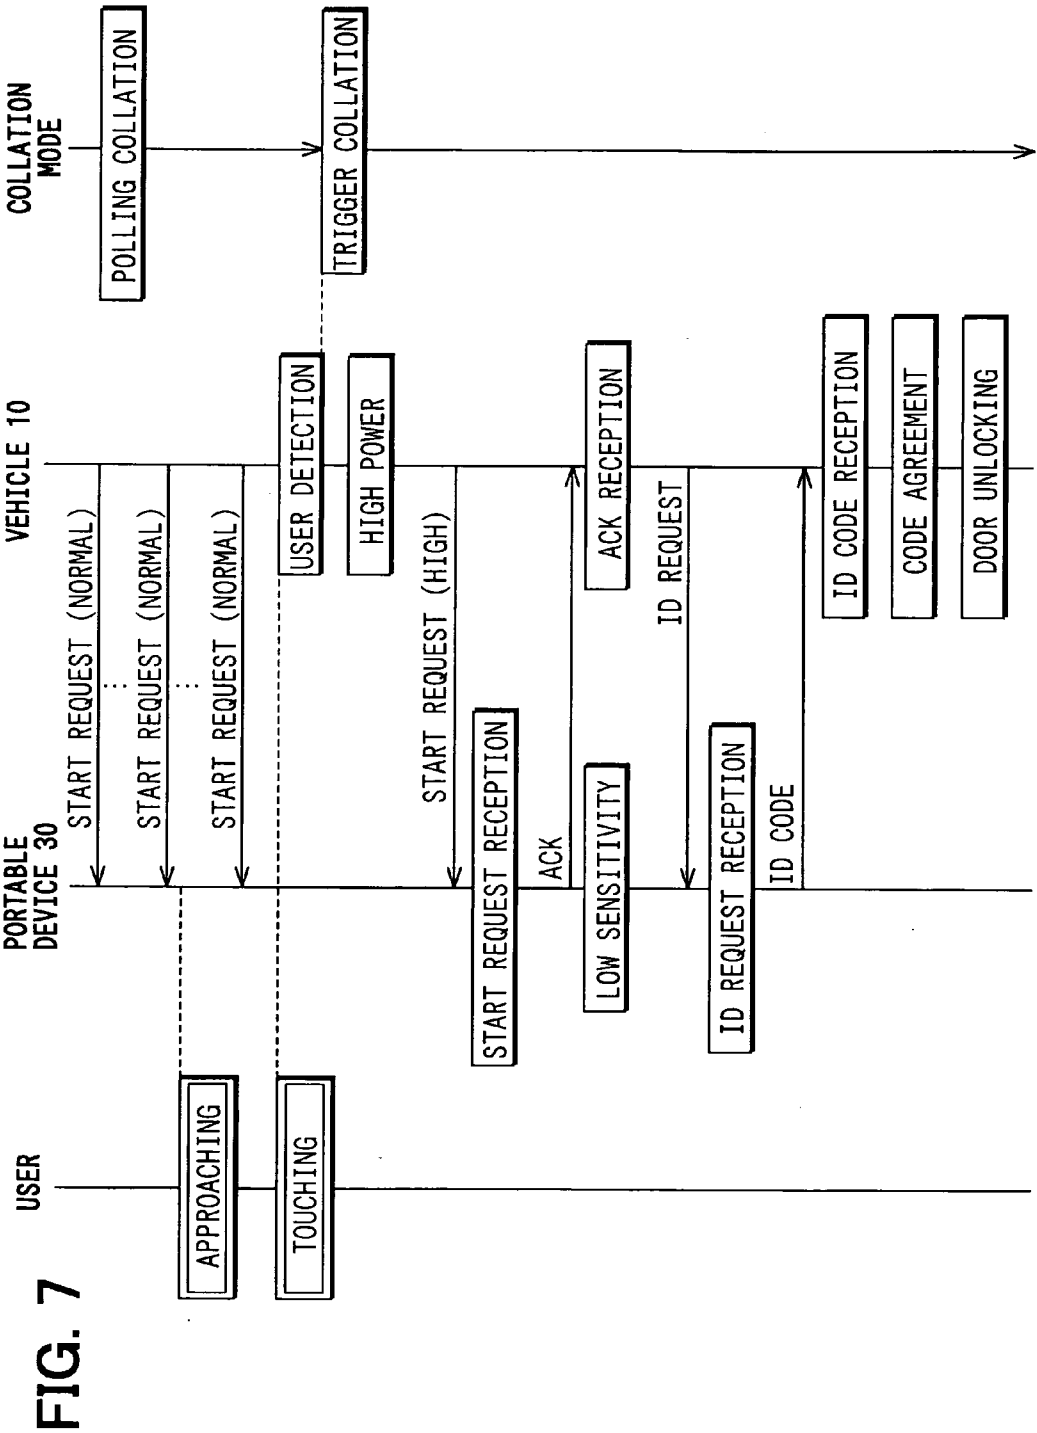 FIG. 7
USER
PORTABLE
DEVICE 30
VEHICLE 10
COLLATION
MODE
START REQUEST (NORMAL)
POLLING COLLATION
START REQUEST (NORMAL)
APPROACHING
START REQUEST (NORMAL)
TOUCHING
USER DETECTION
TRIGGER COLLATION
HIGH POWER
START REQUEST (HIGH)
START REQUEST RECEPTION
ACK
LOW SENSITIVITY
ACK RECEPTION
ID REQUEST
ID REQUEST RECEPTION
ID CODE
ID CODE RECEPTION
CODE AGREEMENT
DOOR UNLOCKING